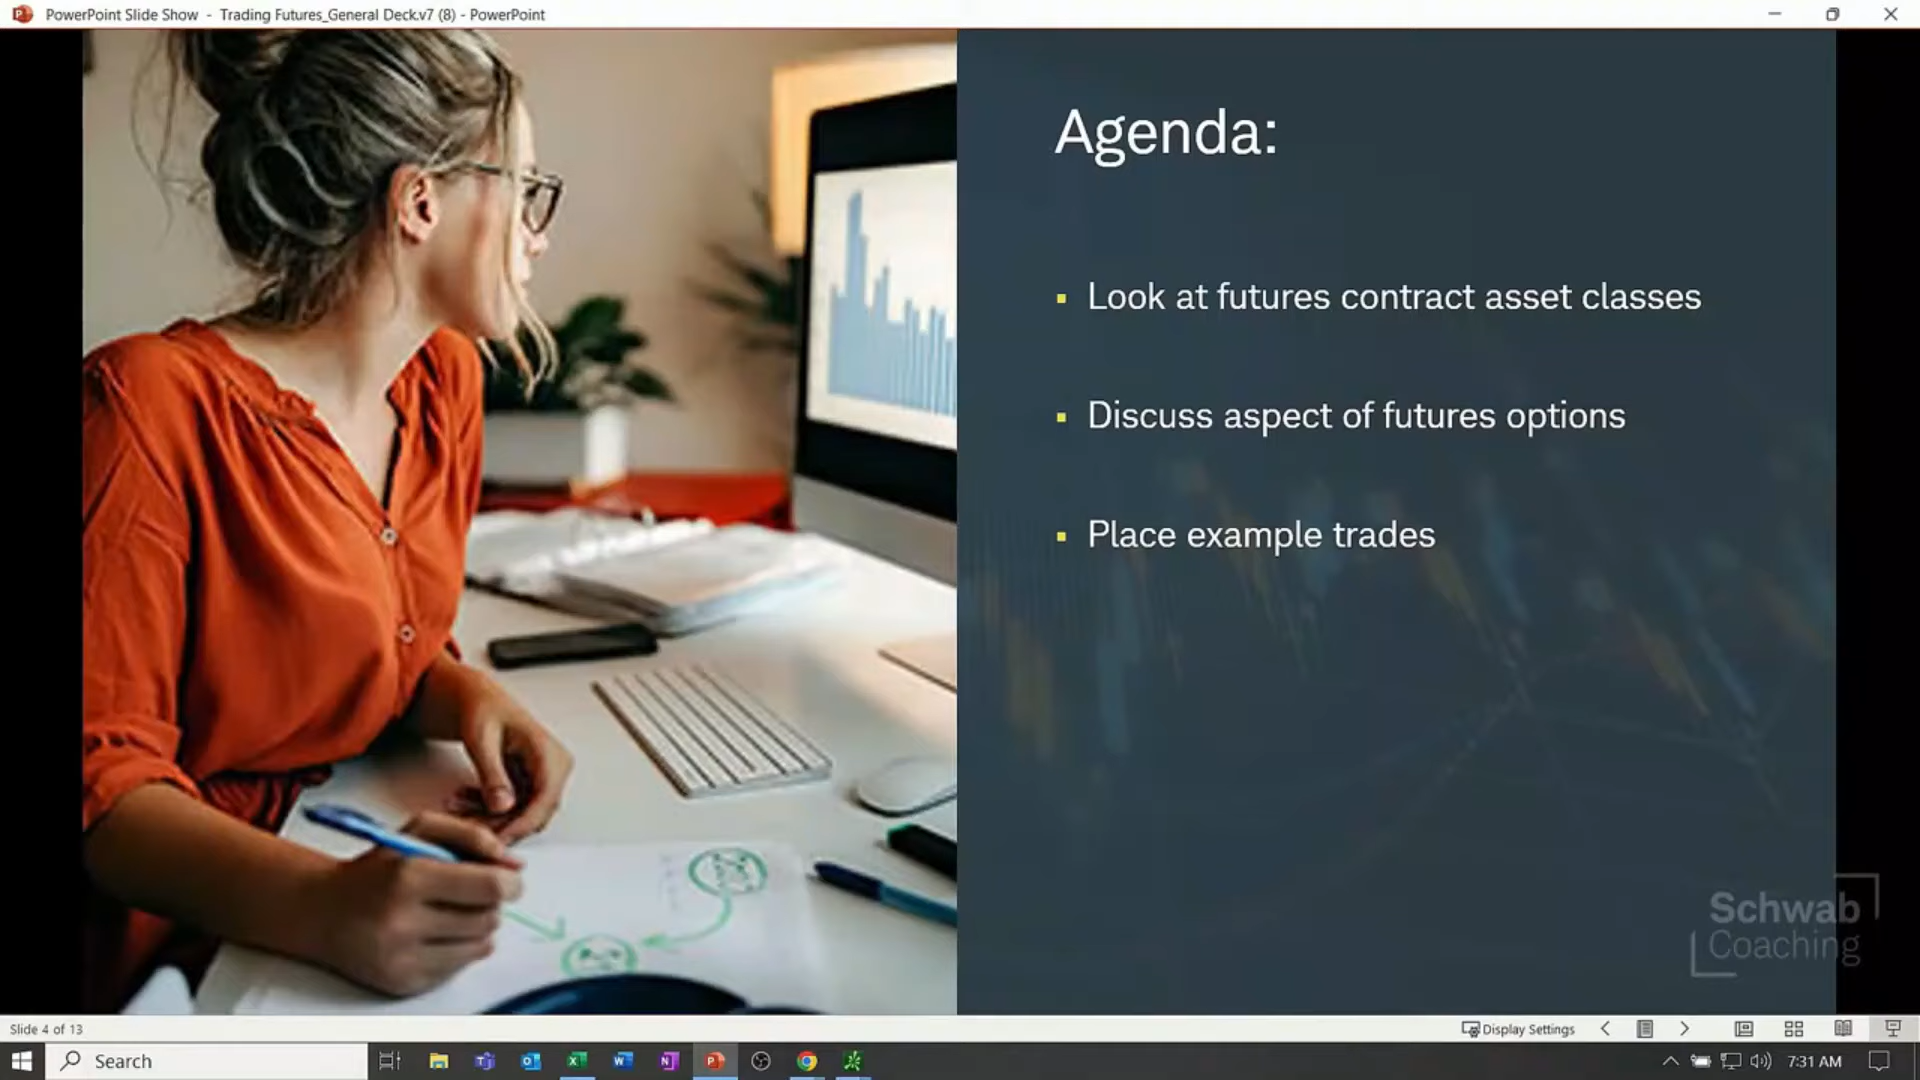 PowerPoint Slide Show - Trading Futures_General Deck.v7 (8) - PowerPoint
Agenda:
Look at futures contract asset classes
Discuss aspect of futures options
Place example trades
Schwab
Coaching
Slide 4 of 13
Display Settings
Search
7:31 AM